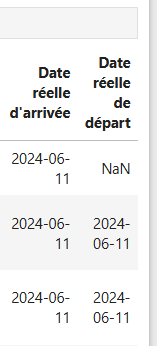 Date
réelle
d'arrivée
Date
réelle
de
départ
2024-06-
11
NaN
2024-06-
11
2024-
06-11
2024-06-
11
2024-
06-11